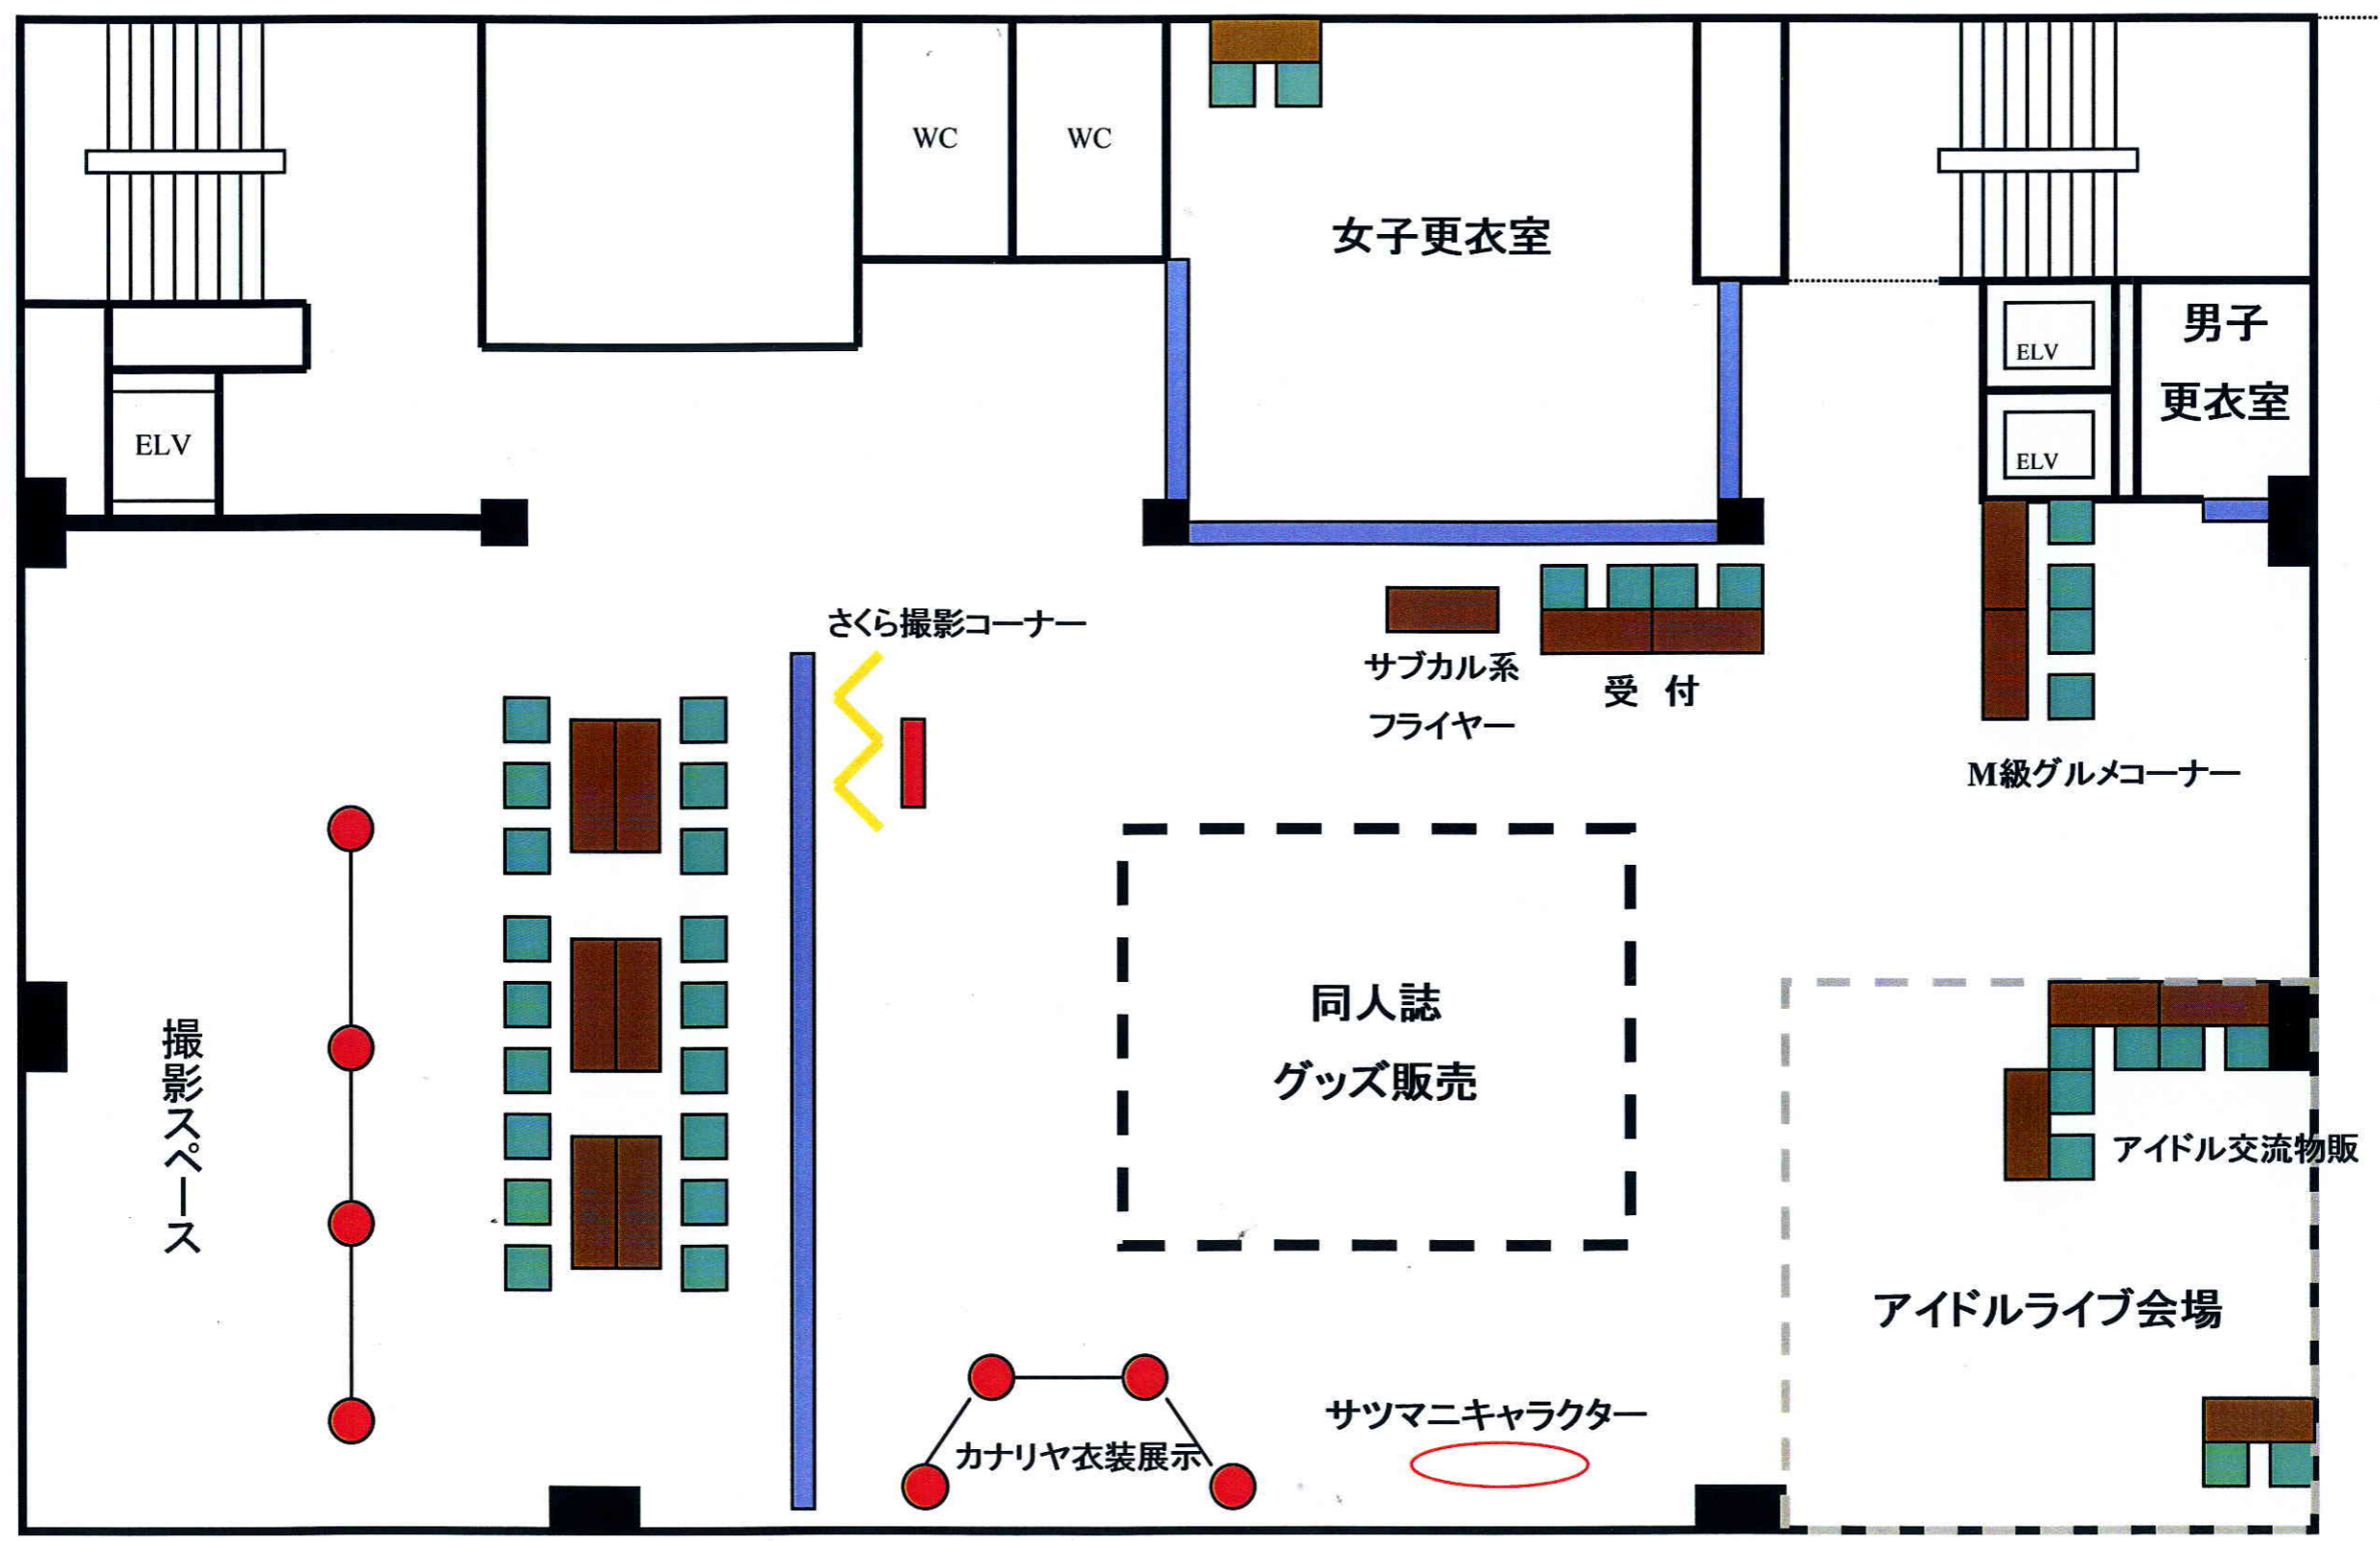 WC
WC
女子更衣室
ELV
ELV
男子
更衣室
ELV
さくら撮影コーナー
サブカル系
フライヤー
受 付
M級グルメコーナー
撮影スペース
同人誌
グッズ販売
アイドル交流物販
アイドルライブ会場
サツマニキャラクター
カナリヤ衣装展示